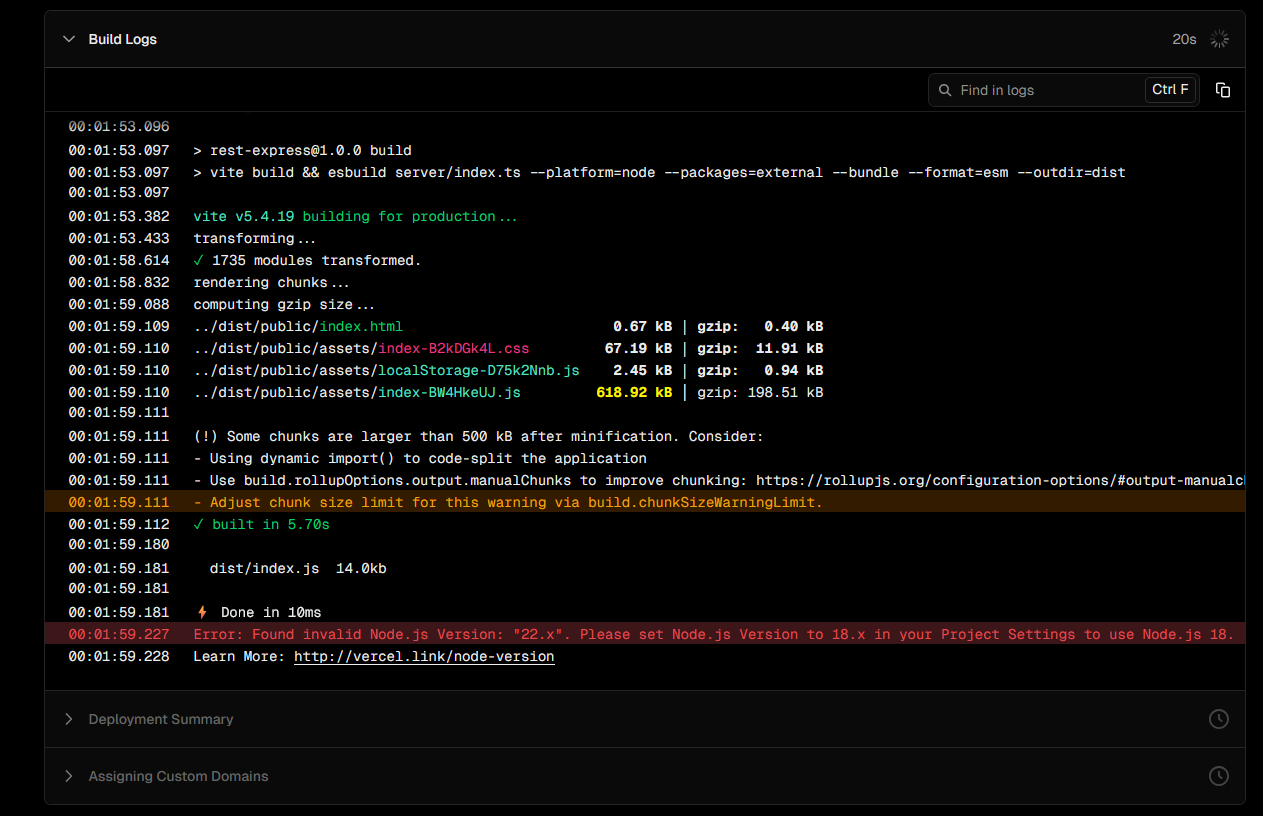 Build Logs 20s
Find in logs Ctrl F
00:01:53.096
00:01:53.097 > rest-express@1.0.0 build
00:01:53.097 > vite build && esbuild server/index.ts --platform=node --packages=external --bundle --format=esm --outdir=dist
00:01:53.097
00:01:53.382 vite v5.4.19 building for production...
00:01:53.433 transforming...
00:01:58.614 ✓ 1735 modules transformed.
00:01:58.832 rendering chunks...
00:01:59.088 computing gzip size...
00:01:59.109 ../dist/public/index.html 0.67 kB │ gzip: 0.40 kB
00:01:59.110 ../dist/public/assets/index-B2kDGk4L.css 67.19 kB │ gzip: 11.91 kB
00:01:59.110 ../dist/public/assets/localStorage-D75k2Nnb.js 2.45 kB │ gzip: 0.94 kB
00:01:59.110 ../dist/public/assets/index-BW4HkeUJ.js 618.92 kB │ gzip: 198.51 kB
00:01:59.111
00:01:59.111 (!) Some chunks are larger than 500 kB after minification. Consider:
00:01:59.111 - Using dynamic import() to code-split the application
00:01:59.111 - Use build.rollupOptions.output.manualChunks to improve chunking: https://rollupjs.org/configuration-options/#output-manualch
00:01:59.111 - Adjust chunk size limit for this warning via build.chunkSizeWarningLimit.
00:01:59.112 ✓ built in 5.70s
00:01:59.180
00:01:59.181 dist/index.js 14.0kb
00:01:59.181
00:01:59.181 ⚡ Done in 10ms
00:01:59.227 Error: Found invalid Node.js Version: "22.x". Please set Node.js Version to 18.x in your Project Settings to use Node.js 18.
00:01:59.228 Learn More: http://vercel.link/node-version
Deployment Summary
Assigning Custom Domains